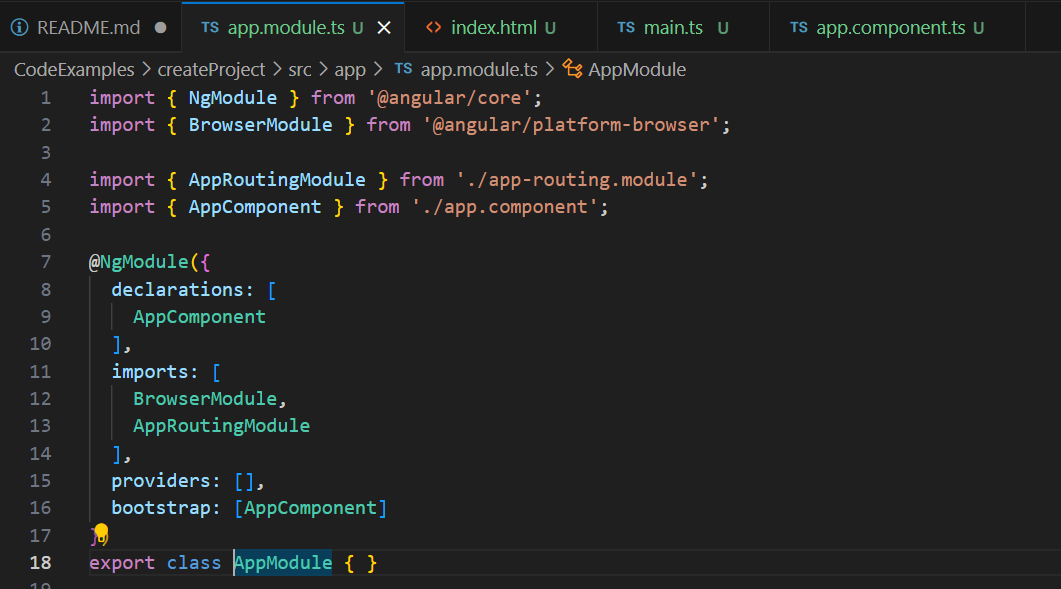 README.md ● TS app.module.ts U × <> index.html U TS main.ts U TS app.component.ts U
CodeExamples > createProject > src > app > TS app.module.ts > AppModule
1 import { NgModule } from '@angular/core';
2 import { BrowserModule } from '@angular/platform-browser';
3
4 import { AppRoutingModule } from './app-routing.module';
5 import { AppComponent } from './app.component';
6
7 @NgModule({
8 declarations: [
9 AppComponent
10 ],
11 imports: [
12 BrowserModule,
13 AppRoutingModule
14 ],
15 providers: [],
16 bootstrap: [AppComponent]
17 })
18 export class AppModule { }
19